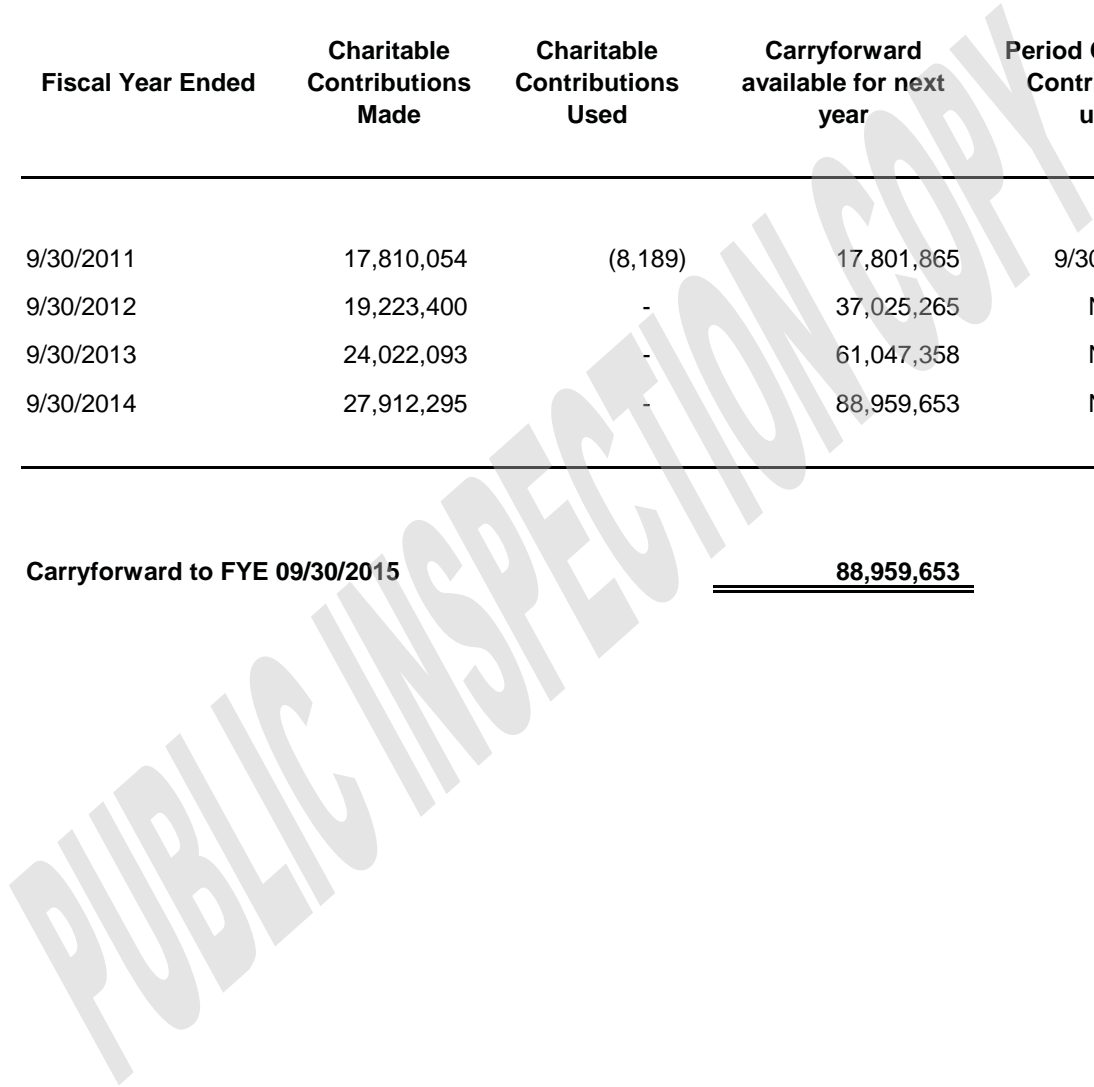 Fiscal Year Ended Charitable Contributions Made Charitable Contributions Used Carryforward available for next year Period
9/30/2011 17,810,054 (8,189) 17,801,865
9/30/2012 19,223,400 - 37,025,265
9/30/2013 24,022,093 - 61,047,358
9/30/2014 27,912,295 - 88,959,653
Carryforward to FYE 09/30/2015 88,959,653
PUBLIC INSPECTION COPY